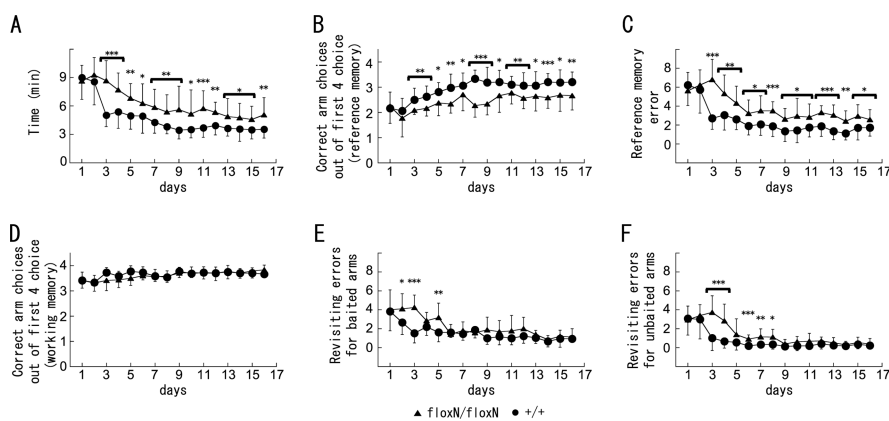 A
Time (min)
9
6
3
0
***
**
*
**
*
***
**
*
**
1 3 5 7 9 11 13 15 17
days
B
Correct arm choices
out of first 4 choice
(reference memory)
4
3
2
1
0
**
*
**
*
***
*
**
*
***
*
**
1 3 5 7 9 11 13 15 17
days
C
Reference memory
error
8
6
4
2
0
***
**
*
***
*
***
**
*
1 3 5 7 9 11 13 15 17
days
D
Correct arm choices
out of first 4 choice
(working memory)
4
3
2
1
0
1 3 5 7 9 11 13 15 17
days
E
Revisiting errors
for baited arms
8
6
4
2
0
*
***
**
1 3 5 7 9 11 13 15 17
days
F
Revisiting errors
for unbaited arms
8
6
4
2
0
***
***
**
*
1 3 5 7 9 11 13 15 17
days
floxN/floxN +/+